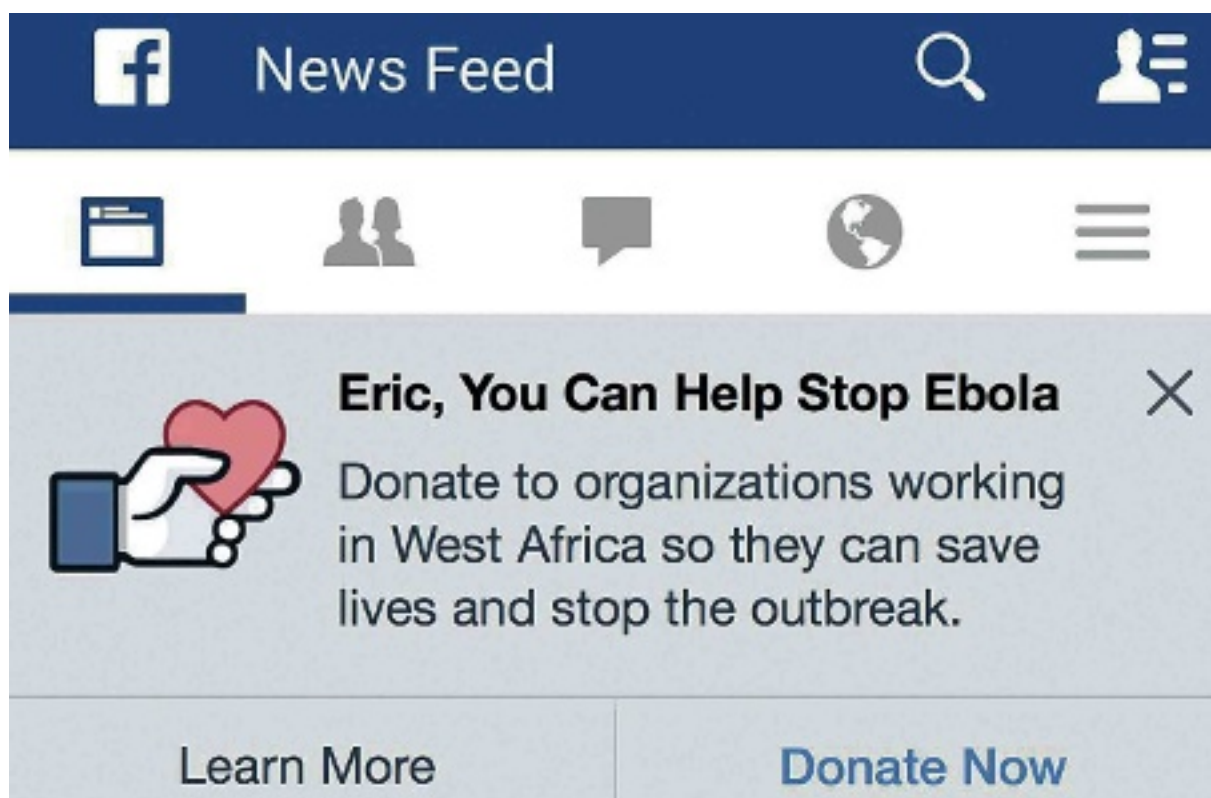 f News Feed
Eric, You Can Help Stop Ebola
Donate to organizations working
in West Africa so they can save
lives and stop the outbreak.
Learn More
Donate Now